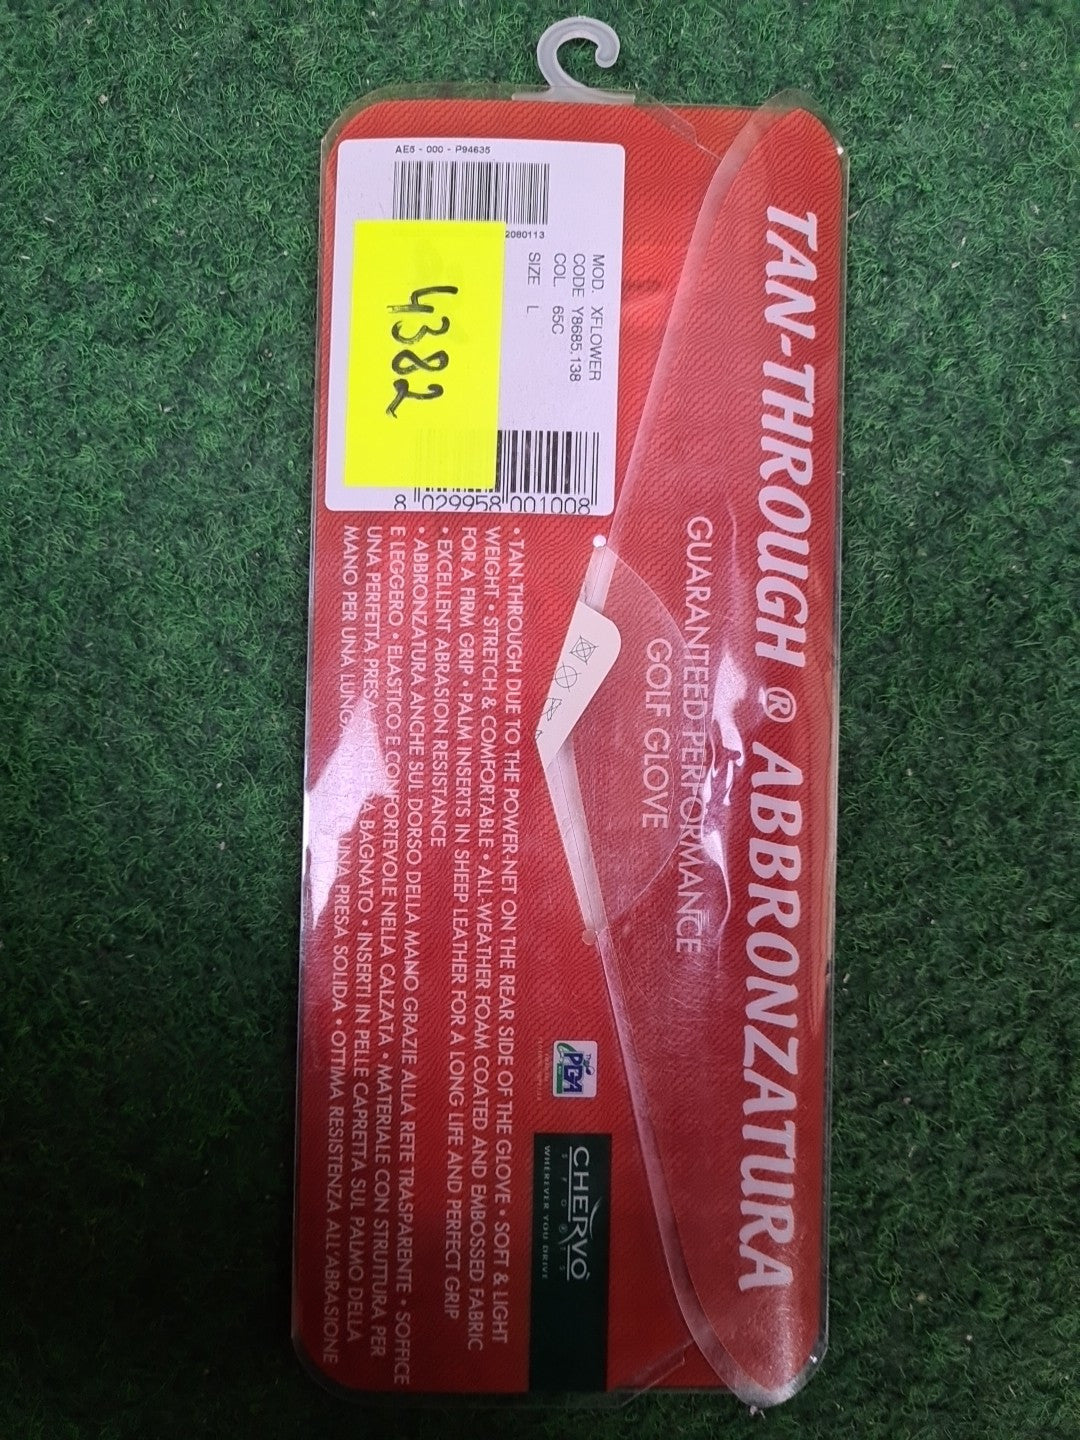 TAN-THROUGH ® ABBRONZATURA
GUARANTEED PERFORMANCE
GOLF GLOVE
AE5 - 000 - P94635
2080113
MOD. XFLOWER
CODE Y8685.138
COL. 65C
SIZE L
4382
8 029958 001008
• TAN-THROUGH DUE TO THE POWER-NET ON THE REAR SIDE OF THE GLOVE • SOFT & LIGHT
WEIGHT • STRETCH & COMFORTABLE • ALL-WEATHER FOAM COATED AND EMBOSSED FABRIC
FOR A FIRM GRIP • PALM INSERTS IN SHEEP LEATHER FOR A LONG LIFE AND PERFECT GRIP
• EXCELLENT ABRASION RESISTANCE
• ABBRONZATURA ANCHE SUL DORSO DELLA MANO GRAZIE ALLA RETE TRASPARENTE • SOFFICE
E LEGGERO • ELASTICO E CONFORTEVOLE NELLA CALZATA • MATERIALE CON STRUTTURA PER
UNA PERFETTA PRESA BAGNATO • INSERTI IN PELLE CAPRETTA SUL PALMO DELLA
MANO PER UNA UNA PRESA SOLIDA • OTTIMA RESISTENZA ALL'ABRASIONE
The
PGA
CHERVÒ
SPORTS
WHEREVER YOU DRIVE